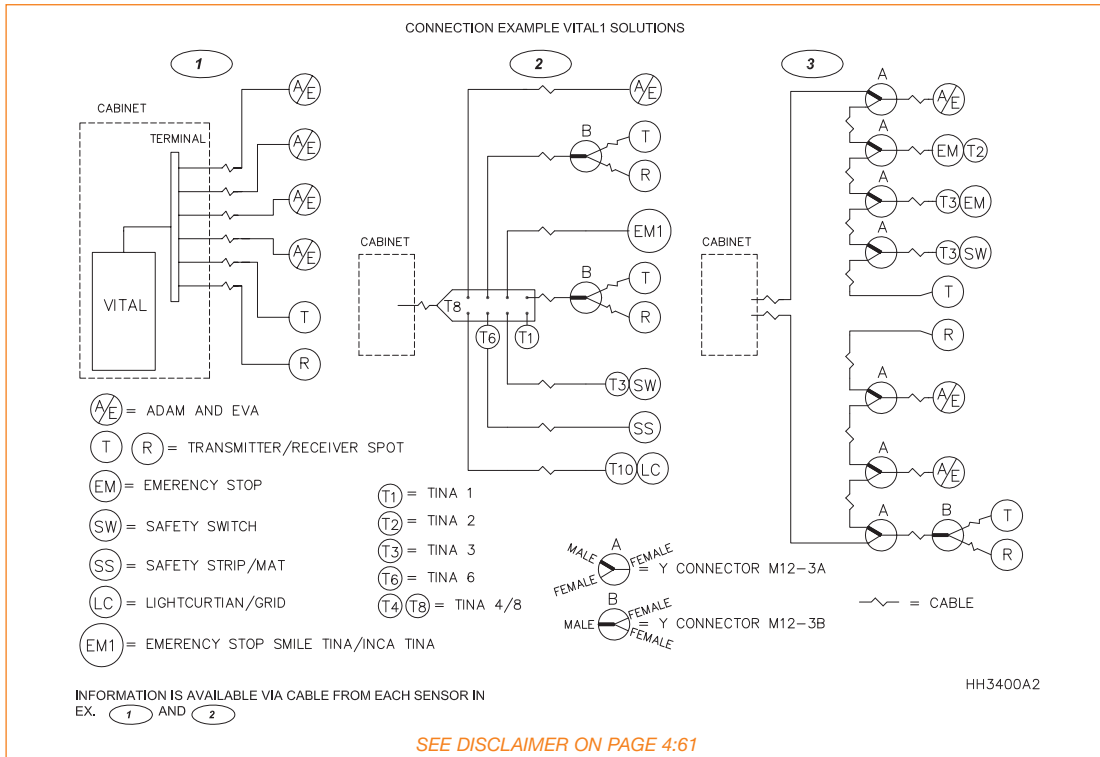 CONNECTION EXAMPLE VITAL1 SOLUTIONS
1
CABINET
TERMINAL
VITAL
A/E
A/E
A/E
A/E
T
R
2
CABINET
T8
A/E
B
T
R
EM1
B
T
R
T6
T1
T3 SW
SS
T10 LC
3
CABINET
A
A/E
A
EM T2
A
T3 EM
A
T3 SW
T
R
A
A/E
A
A/E
A
B
T
R
A/E = ADAM AND EVA
T R = TRANSMITTER/RECEIVER SPOT
EM = EMERENCY STOP
SW = SAFETY SWITCH
SS = SAFETY STRIP/MAT
LC = LIGHTCURTIAN/GRID
EM1 = EMERENCY STOP SMILE TINA/INCA TINA
T1 = TINA 1
T2 = TINA 2
T3 = TINA 3
T6 = TINA 6
T4 T8 = TINA 4/8
A
MALE FEMALE
FEMALE
= Y CONNECTOR M12-3A
B
MALE FEMALE
FEMALE
= Y CONNECTOR M12-3B
= CABLE
HH3400A2
INFORMATION IS AVAILABLE VIA CABLE FROM EACH SENSOR IN
EX. 1 AND 2
SEE DISCLAIMER ON PAGE 4:61